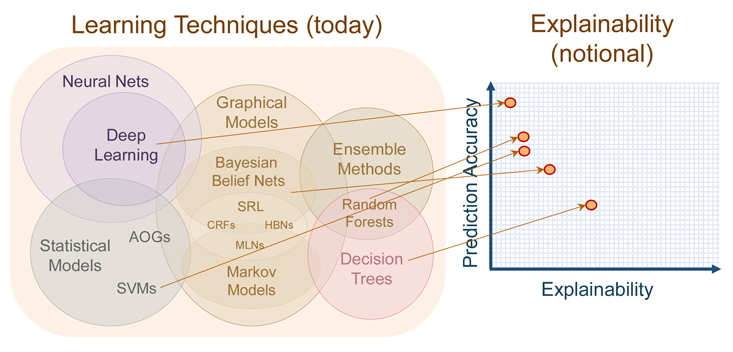 Learning Techniques (today)
Neural Nets
Deep
Learning
Graphical
Models
Bayesian
Belief Nets
SRL
CRFs
HBNs
MLNs
Markov
Models
Ensemble
Methods
Random
Forests
Decision
Trees
Statistical
Models
AOGs
SVMs
Explainability
(notional)
Prediction Accuracy
Explainability